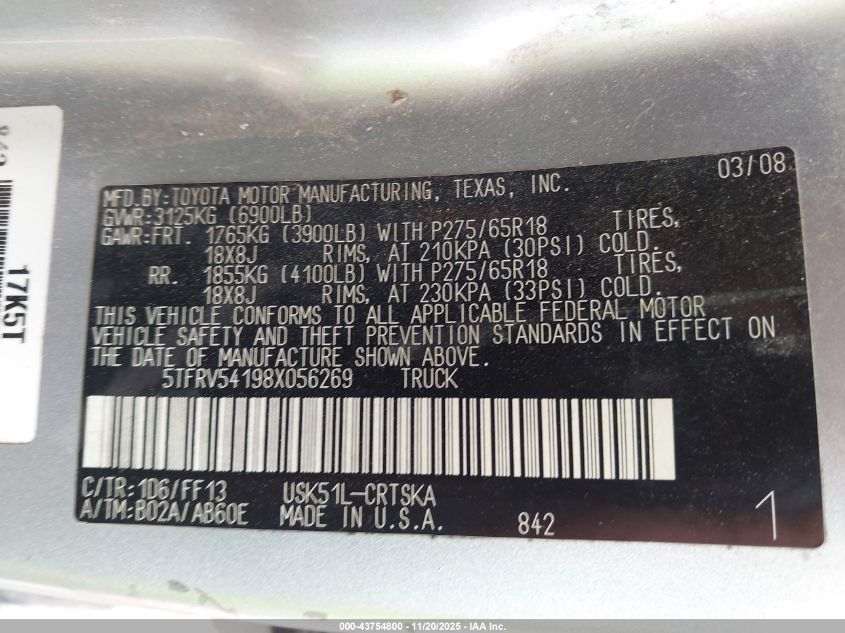 03/08
MFD.BY:TOYOTA MOTOR MANUFACTURING, TEXAS, INC.
GVWR:3125KG (6900LB)
GAWR:FRT. 1765KG (3900LB) WITH P275/65R18 TIRES,
18X8J RIMS, AT 210KPA (30PSI) COLD.
RR. 1855KG (4100LB) WITH P275/65R18 TIRES,
18X8J RIMS, AT 230KPA (33PSI) COLD.
THIS VEHICLE CONFORMS TO ALL APPLICABLE FEDERAL MOTOR
VEHICLE SAFETY AND THEFT PREVENTION STANDARDS IN EFFECT ON
THE DATE OF MANUFACTURE SHOWN ABOVE.
5TFRV54198X056269 TRUCK
C/TR:1D6/FF13 USK51L-CRTSKA
A/TM:B02A/AB60E MADE IN U.S.A. 842 1
17K5T
000-43754800 - 11/20/2025 - IAA Inc.